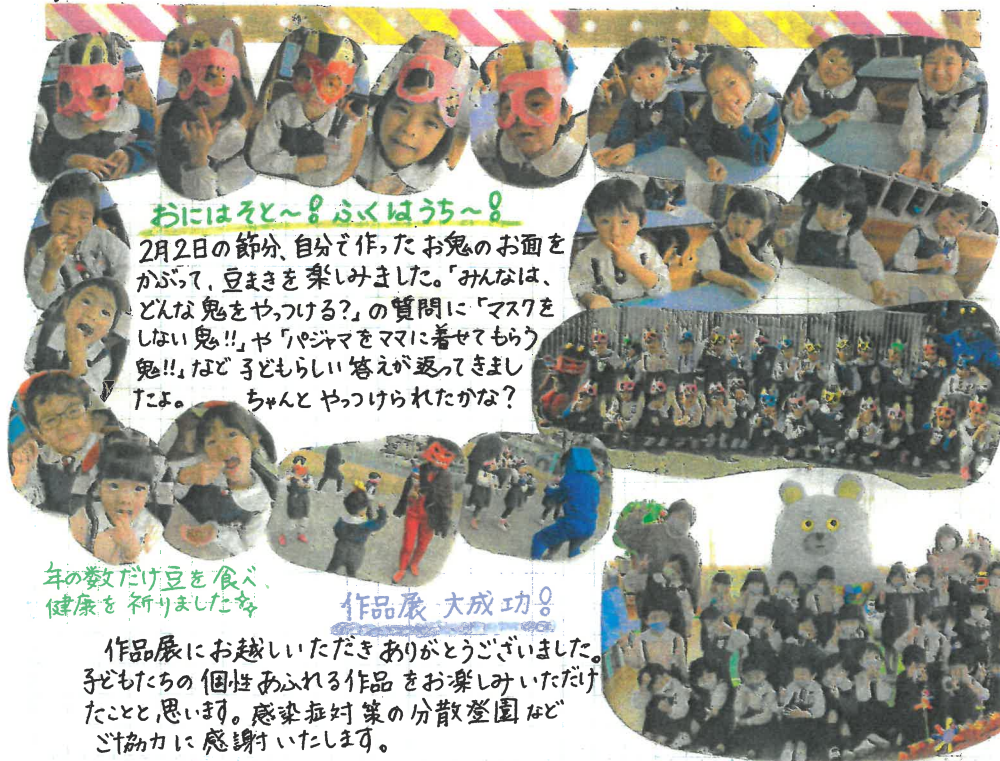 おにはそと〜!ふくはうち〜!
2月2日の節分、自分で作ったお鬼のお面を
かぶって、豆まきを楽しみました。「みんなは、
どんな鬼をやっつける?」の質問に「マスクを
しない鬼!!」や「パジャマをママに着せてもらう
鬼!!」など子どもらしい答えが返ってきまし
たよ。 ちゃんとやっつけられたかな?
年の数だけ豆を食べ、
健康を祈りました☆
作品展 大成功!
作品展にお越しいただきありがとうございました。
子どもたちの個性あふれる作品をお楽しみいただけ
たことと思います。感染症対策の分散登園など
ご協力に感謝いたします。